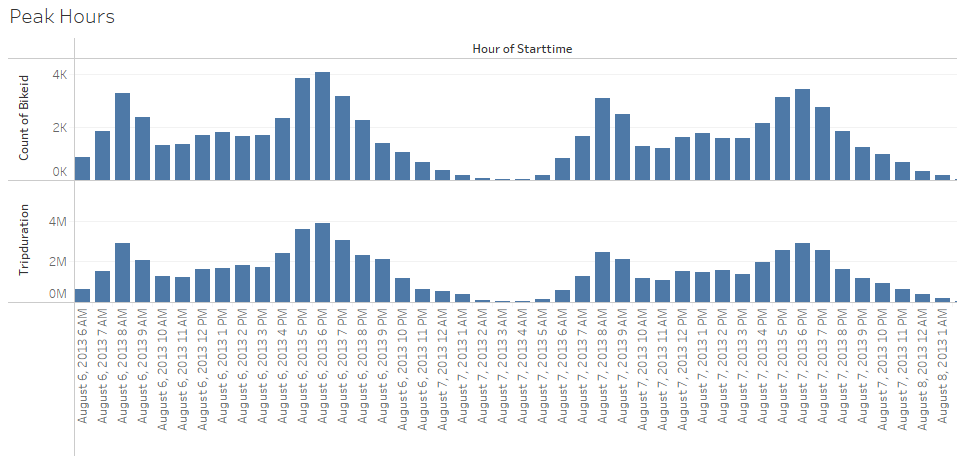 Peak Hours
Hour of Starttime
Count of Bikeid
4K
2K
0K
Tripduration
4M
2M
0M
August 6, 2013 6 AM
August 6, 2013 7 AM
August 6, 2013 8 AM
August 6, 2013 9 AM
August 6, 2013 10 AM
August 6, 2013 11 AM
August 6, 2013 12 PM
August 6, 2013 1 PM
August 6, 2013 2 PM
August 6, 2013 3 PM
August 6, 2013 4 PM
August 6, 2013 5 PM
August 6, 2013 6 PM
August 6, 2013 7 PM
August 6, 2013 8 PM
August 6, 2013 9 PM
August 6, 2013 10 PM
August 6, 2013 11 PM
August 7, 2013 12 AM
August 7, 2013 1 AM
August 7, 2013 2 AM
August 7, 2013 3 AM
August 7, 2013 4 AM
August 7, 2013 5 AM
August 7, 2013 6 AM
August 7, 2013 7 AM
August 7, 2013 8 AM
August 7, 2013 9 AM
August 7, 2013 10 AM
August 7, 2013 11 AM
August 7, 2013 12 PM
August 7, 2013 1 PM
August 7, 2013 2 PM
August 7, 2013 3 PM
August 7, 2013 4 PM
August 7, 2013 5 PM
August 7, 2013 6 PM
August 7, 2013 7 PM
August 7, 2013 8 PM
August 7, 2013 9 PM
August 7, 2013 10 PM
August 7, 2013 11 PM
August 8, 2013 12 AM
August 8, 2013 1 AM